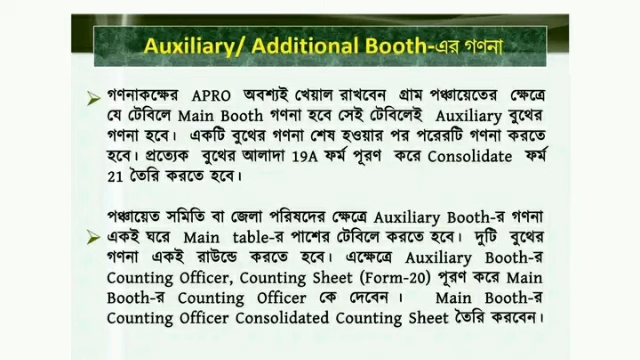 Auxiliary/ Additional Booth-এর গণনা
গণনাকক্ষের APRO অবশ্যই খেয়াল রাখবেন গ্রাম পঞ্চায়েতের ক্ষেত্রে
যে টেবিলে Main Booth গণনা হবে সেই টেবিলেই Auxiliary বুথের
গণনা হবে। একটি বুথের গণনা শেষ হওয়ার পর পরেরটি গণনা করতে
হবে। প্রত্যেক বুথের আলাদা 19A ফর্ম পূরণ করে Consolidate ফর্ম
21 তৈরি করতে হবে।
পঞ্চায়েত সমিতি বা জেলা পরিষদের ক্ষেত্রে Auxiliary Booth-র গণনা
একই ঘরে Main table-র পাশের টেবিলে করতে হবে। দুটি বুথের
গণনা একই রাউন্ডে করতে হবে। এক্ষেত্রে Auxiliary Booth-র
Counting Officer, Counting Sheet (Form-20) পূরণ করে Main
Booth-র Counting Officer কে দেবেন। Main Booth-র
Counting Officer Consolidated Counting Sheet তৈরি করবেন।